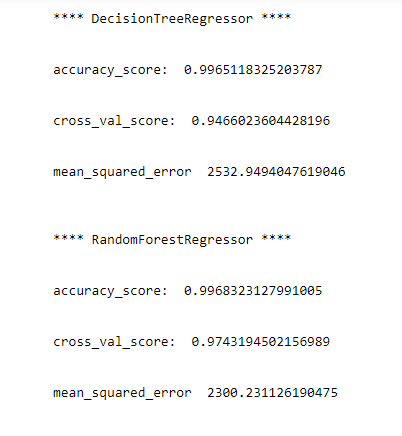 **** DecisionTreeRegressor ****
accuracy_score:  0.9965118325203787
cross_val_score:  0.9466023604428196
mean_squared_error  2532.9494047619046
**** RandomForestRegressor ****
accuracy_score:  0.9968323127991005
cross_val_score:  0.9743194502156989
mean_squared_error  2300.231126190475